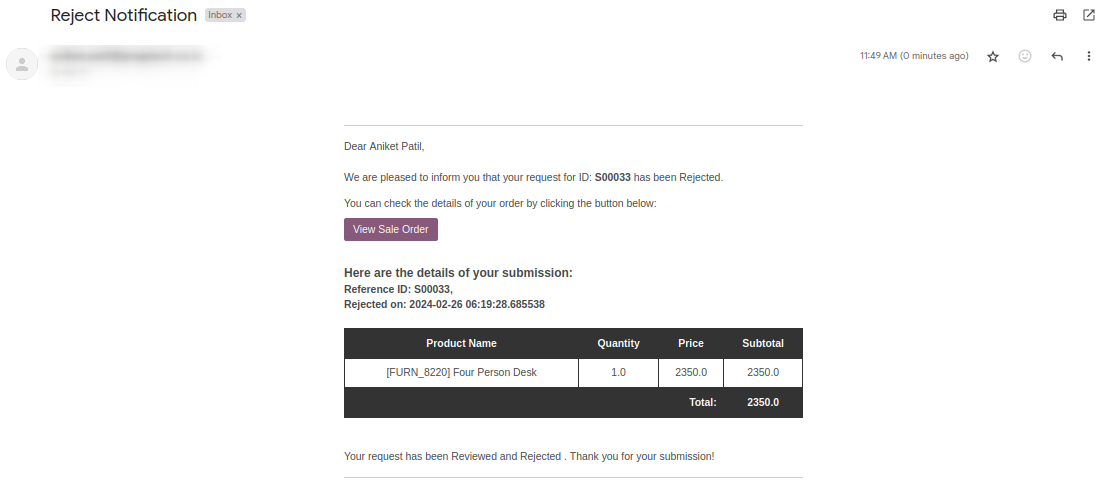 Reject Notification Inbox x
11:49 AM (0 minutes ago)
Dear Aniket Patil,
We are pleased to inform you that your request for ID: S00033 has been Rejected.
You can check the details of your order by clicking the button below:
View Sale Order
Here are the details of your submission:
Reference ID: S00033,
Rejected on: 2024-02-26 06:19:28.685538
Product Name Quantity Price Subtotal
[FURN_8220] Four Person Desk 1.0 2350.0 2350.0
Total: 2350.0
Your request has been Reviewed and Rejected . Thank you for your submission!